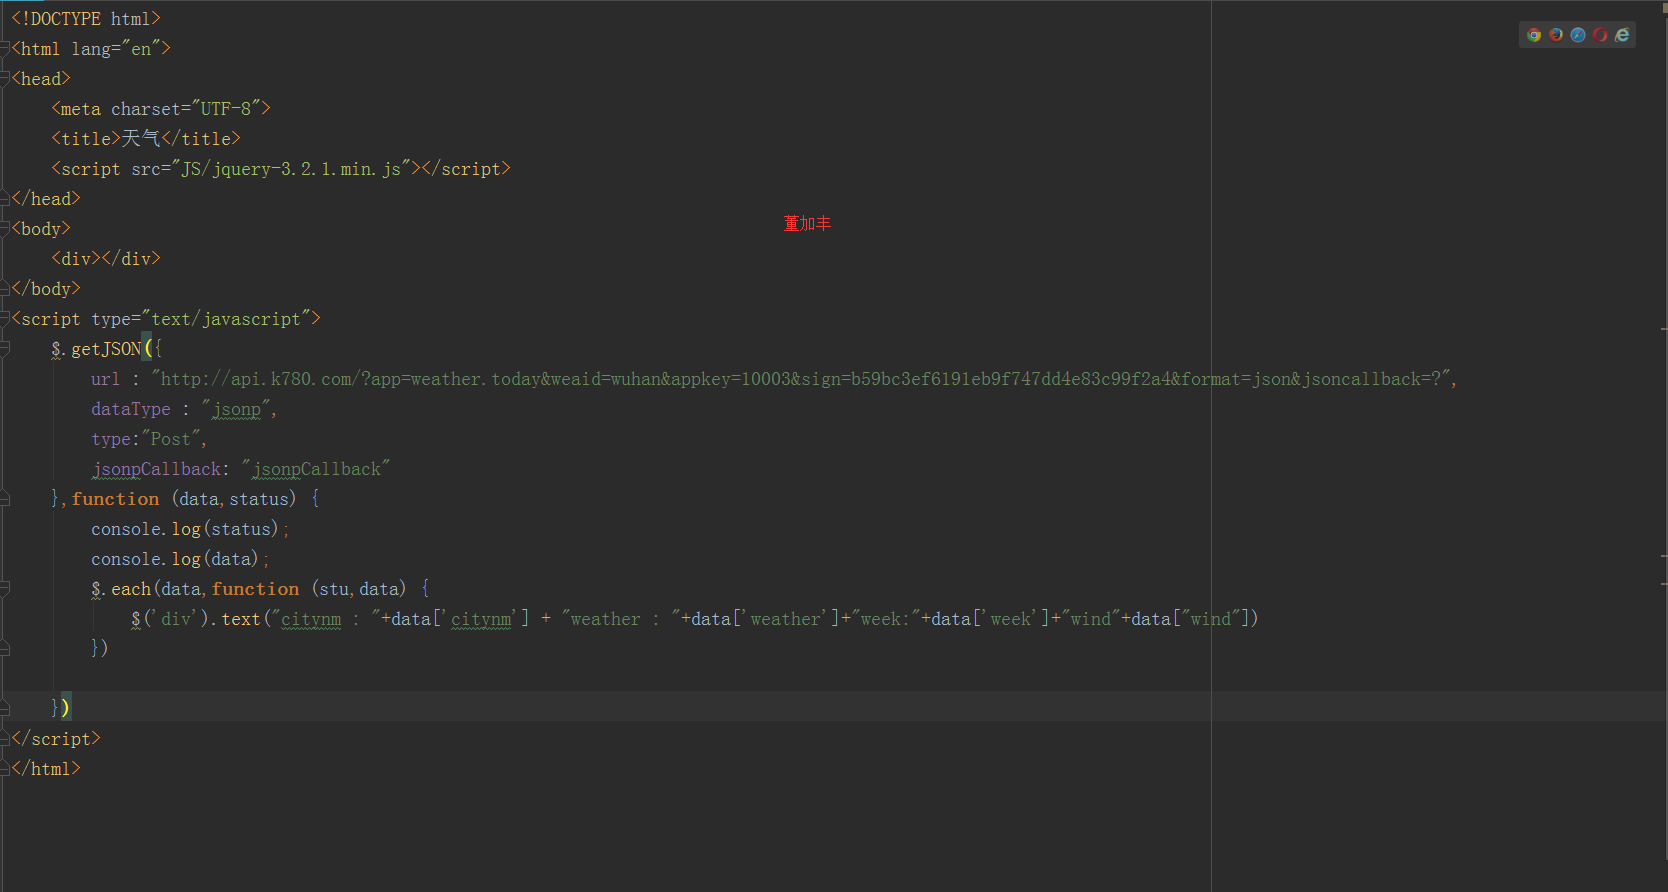 <!DOCTYPE html>
<html lang="en">
<head>
<meta charset="UTF-8">
<title>天气</title>
<script src="JS/jquery-3.2.1.min.js"></script>
</head>
<body>
董加丰
<div></div>
</body>
<script type="text/javascript">
$.getJSON({
url : "http://api.k780.com/?app=weather.today&weaid=wuhan&appkey=10003&sign=b59bc3ef6191eb9f747dd4e83c99f2a4&format=json&jsoncallback=?",
dataType : "jsonp",
type:"Post",
jsonpCallback: "jsonpCallback"
},function (data,status) {
console.log(status);
console.log(data);
$.each(data,function (stu,data) {
$('div').text("citynm : "+data['citynm'] + "weather : "+data['weather']+"week:"+data['week']+"wind"+data["wind"])
})
})
</script>
</html>